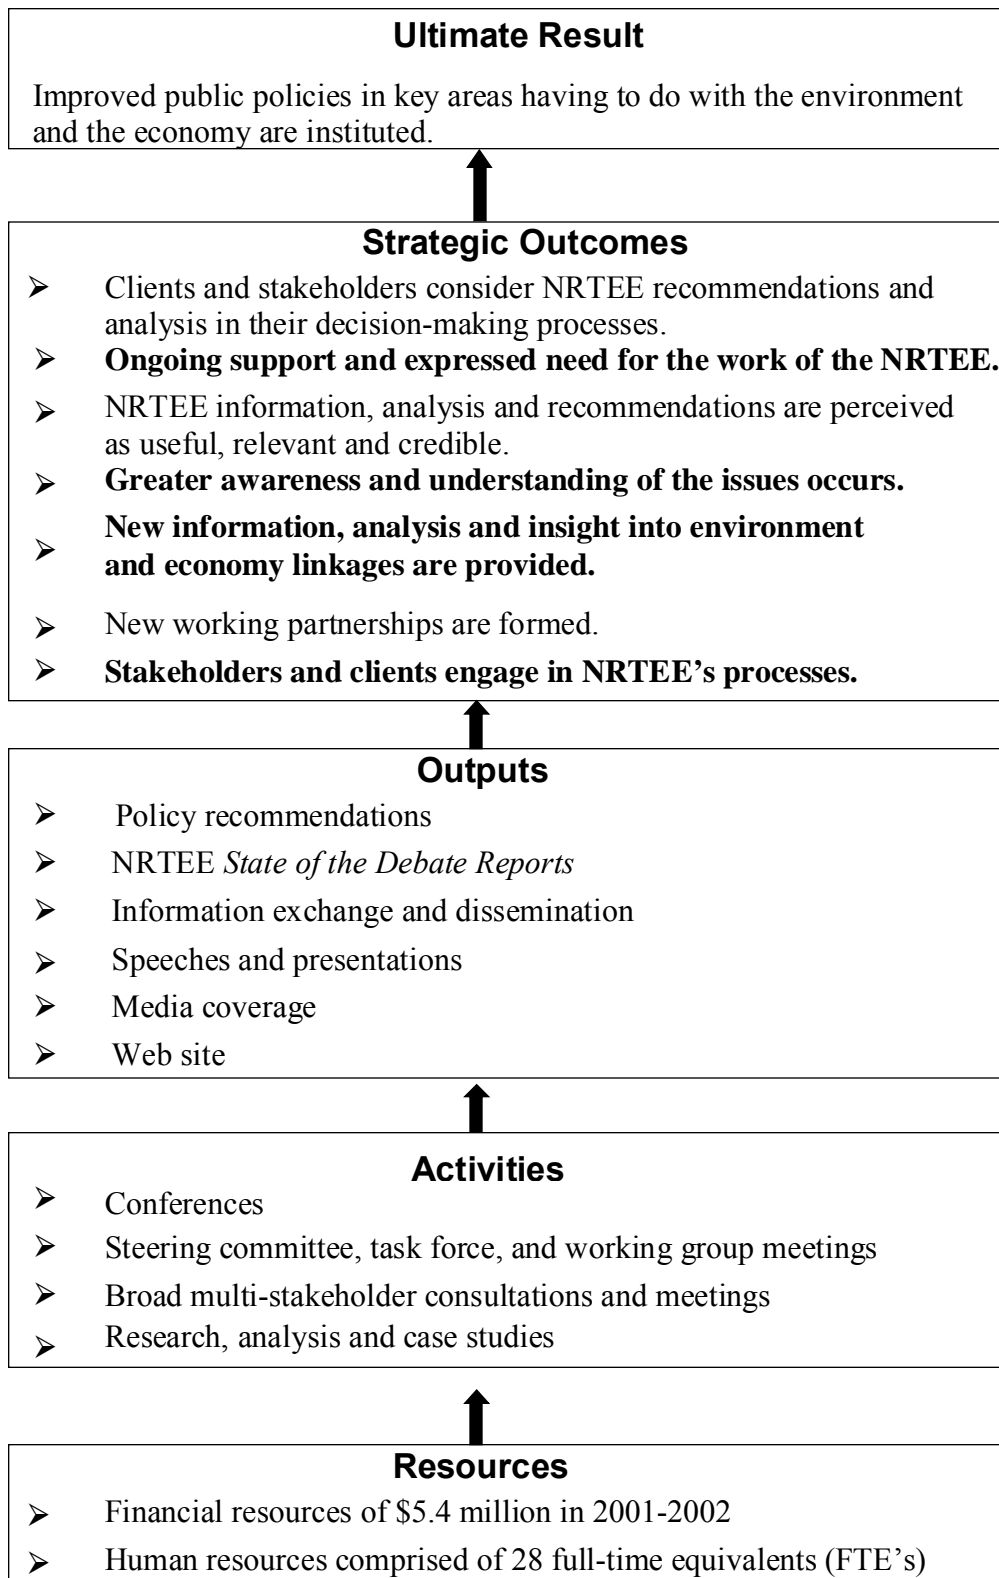 Ultimate Result
Improved public policies in key areas having to do with the environment
and the economy are instituted.
Strategic Outcomes
➢ Clients and stakeholders consider NRTEE recommendations and
analysis in their decision-making processes.
➢ Ongoing support and expressed need for the work of the NRTEE.
➢ NRTEE information, analysis and recommendations are perceived
as useful, relevant and credible.
➢ Greater awareness and understanding of the issues occurs.
➢ New information, analysis and insight into environment
and economy linkages are provided.
➢ New working partnerships are formed.
➢ Stakeholders and clients engage in NRTEE’s processes.
Outputs
➢ Policy recommendations
➢ NRTEE State of the Debate Reports
➢ Information exchange and dissemination
➢ Speeches and presentations
➢ Media coverage
➢ Web site
Activities
➢ Conferences
➢ Steering committee, task force, and working group meetings
➢ Broad multi-stakeholder consultations and meetings
➢ Research, analysis and case studies
Resources
➢ Financial resources of $5.4 million in 2001-2002
➢ Human resources comprised of 28 full-time equivalents (FTE’s)